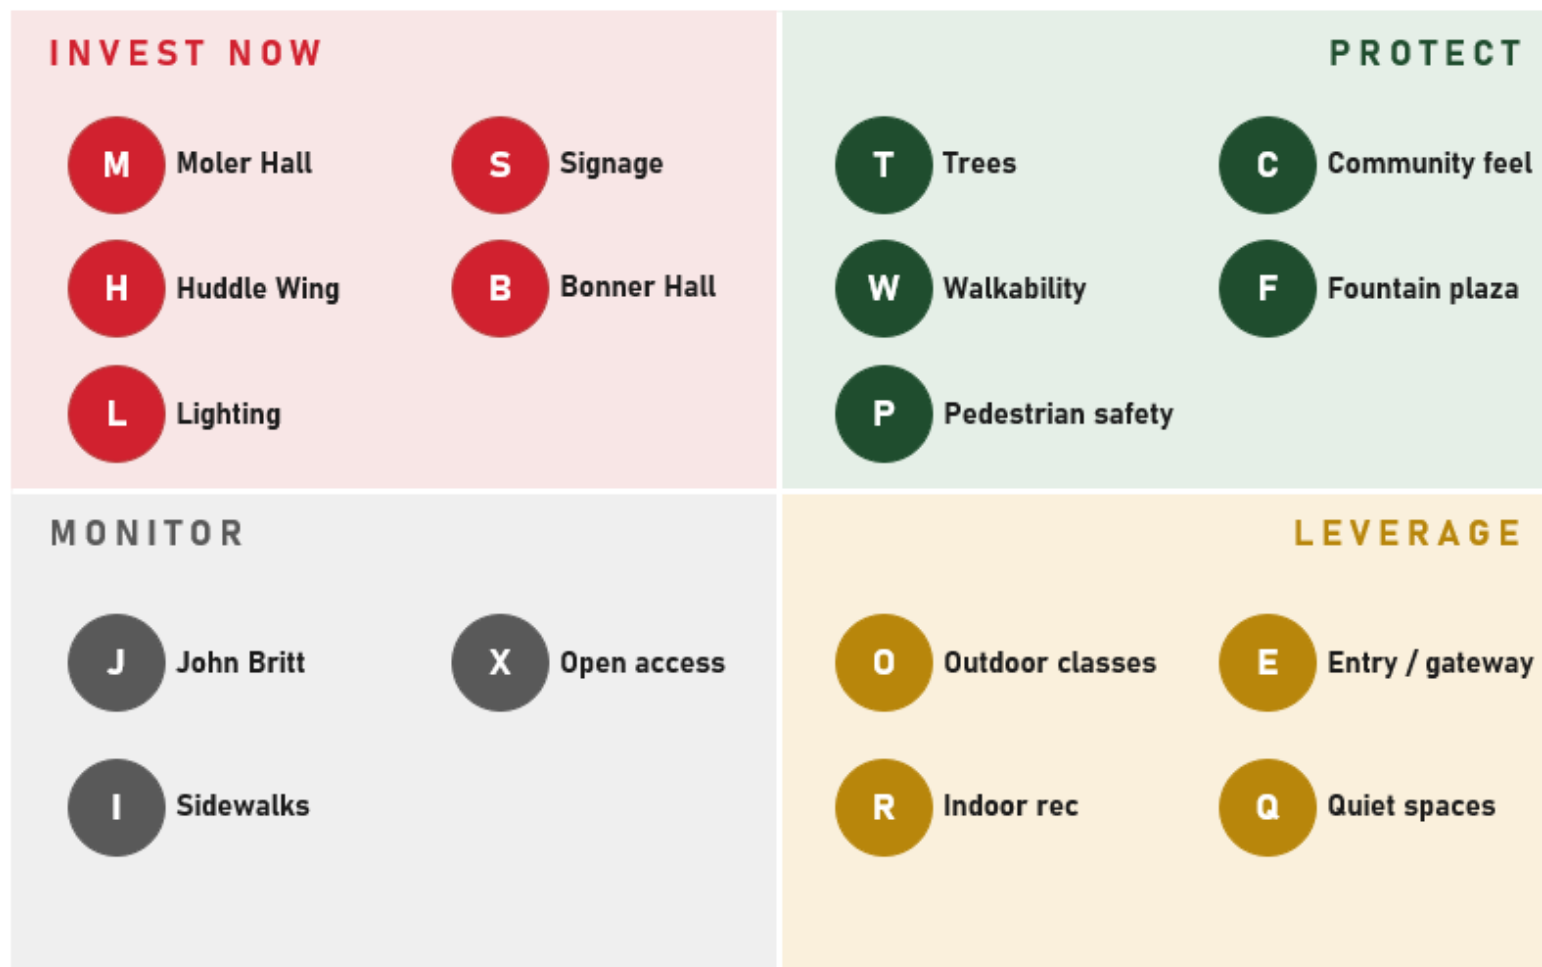 INVEST NOW
M Moler Hall
S Signage
H Huddle Wing
B Bonner Hall
L Lighting
PROTECT
T Trees
C Community feel
W Walkability
F Fountain plaza
P Pedestrian safety
MONITOR
J John Britt
X Open access
I Sidewalks
LEVERAGE
O Outdoor classes
E Entry / gateway
R Indoor rec
Q Quiet spaces